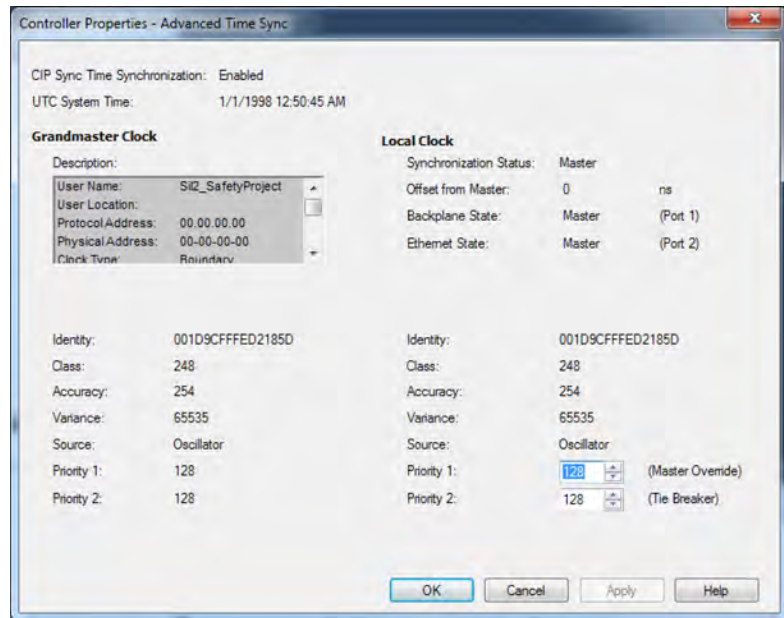 Controller Properties - Advanced Time Sync
CIP Sync Time Synchronization: Enabled
UTC System Time: 1/1/1998 12:50:45 AM
Grandmaster Clock
Description:
User Name: Sil2_SafetyProject
User Location:
Protocol Address: 00.00.00.00
Physical Address: 00-00-00-00
Clock Type: Boundary
Identity: 001D9CFFFED2185D
Class: 248
Accuracy: 254
Variance: 65535
Source: Oscillator
Priority 1: 128
Priority 2: 128
Local Clock
Synchronization Status: Master
Offset from Master: 0 ns
Backplane State: Master (Port 1)
Ethernet State: Master (Port 2)
Identity: 001D9CFFFED2185D
Class: 248
Accuracy: 254
Variance: 65535
Source: Oscillator
Priority 1: 128 (Master Override)
Priority 2: 128 (Tie Breaker)
OK Cancel Apply Help